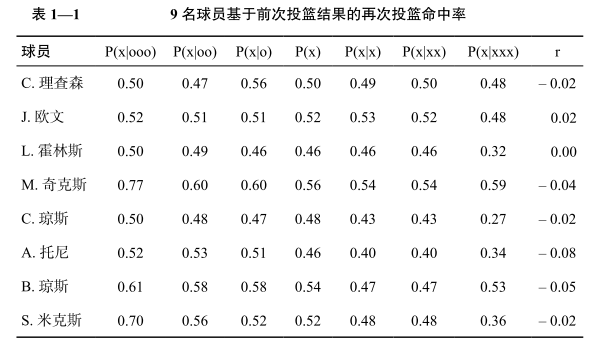 表 1—1 9 名球员基于前次投篮结果的再次投篮命中率
球员 P(x|ooo) P(x|oo) P(x|o) P(x) P(x|x) P(x|xx) P(x|xxx) r
C. 理查森 0.50 0.47 0.56 0.50 0.49 0.50 0.48 – 0.02
J. 欧文 0.52 0.51 0.51 0.52 0.53 0.52 0.48 0.02
L. 霍林斯 0.50 0.49 0.46 0.46 0.46 0.46 0.32 0.00
M. 奇克斯 0.77 0.60 0.60 0.56 0.54 0.54 0.59 – 0.04
C. 琼斯 0.50 0.48 0.47 0.48 0.43 0.43 0.27 – 0.02
A. 托尼 0.52 0.53 0.51 0.46 0.40 0.40 0.34 – 0.08
B. 琼斯 0.61 0.58 0.58 0.54 0.47 0.47 0.53 – 0.05
S. 米克斯 0.70 0.56 0.52 0.52 0.48 0.48 0.36 – 0.02